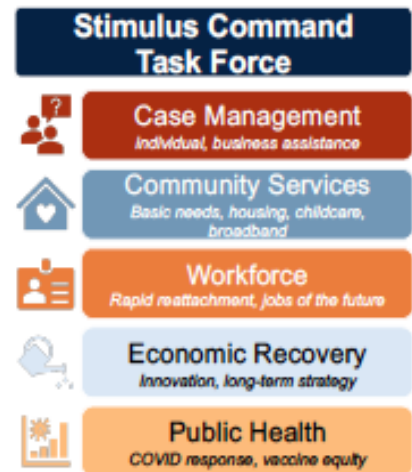 Stimulus Command
Task Force
?
Case Management
Individual, business assistance
Community Services
Basic needs, housing, childcare,
broadband
Workforce
Rapid reattachment, jobs of the future
Economic Recovery
Innovation, long-term strategy
Public Health
COVID response, vaccine equity